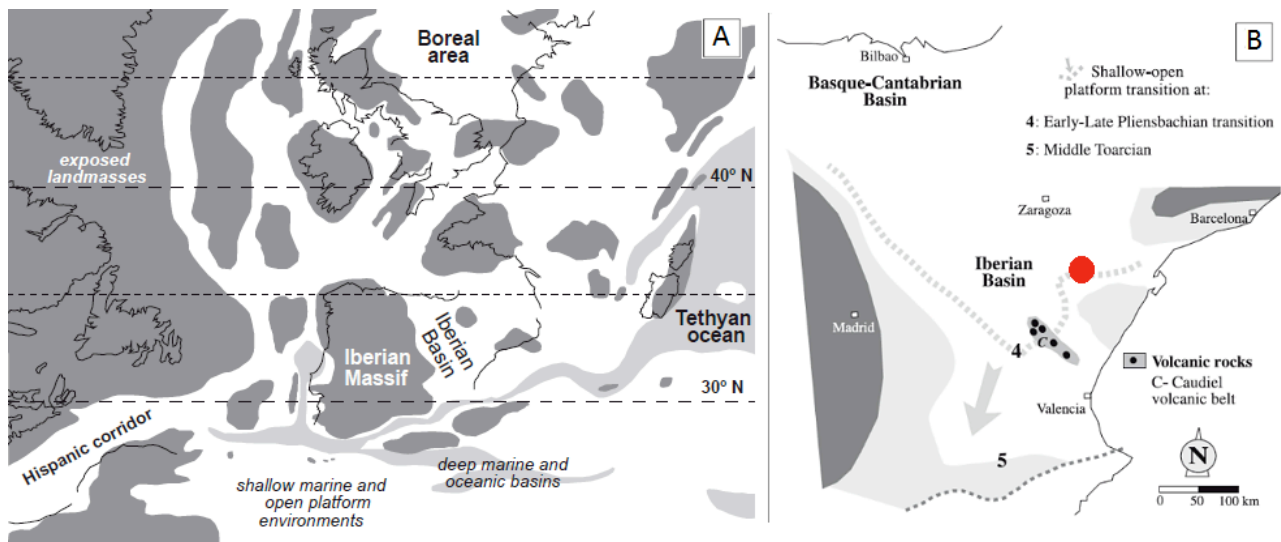 A
Boreal
area
exposed
landmasses
40º N
Tethyan
ocean
Iberian
Basin
Iberian
Massif
30º N
Hispanic corridor
deep marine and
oceanic basins
shallow marine and
open platform
environments
B
Bilbao
Basque-Cantabrian
Basin
Shallow-open
platform transition at:
4: Early-Late Pliensbachian transition
5: Middle Toarcian
Zaragoza
Barcelona
Iberian
Basin
Madrid
4
C
Volcanic rocks
C- Caudiel
volcanic belt
Valencia
5
N
0 50 100 km